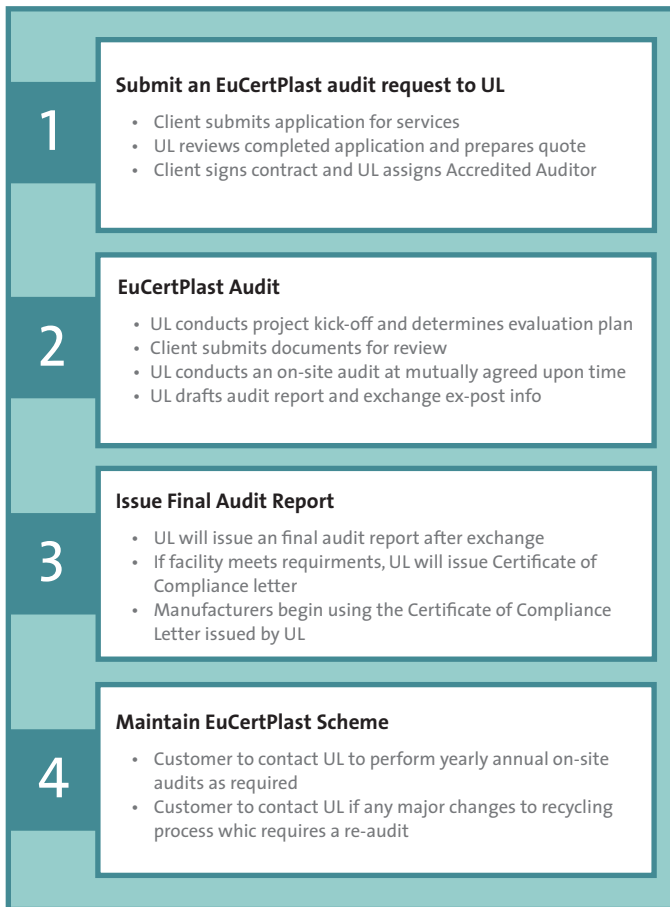 1
Submit an EuCertPlast audit request to UL
• Client submits application for services
• UL reviews completed application and prepares quote
• Client signs contract and UL assigns Accredited Auditor
2
EuCertPlast Audit
• UL conducts project kick-off and determines evaluation plan
• Client submits documents for review
• UL conducts an on-site audit at mutually agreed upon time
• UL drafts audit report and exchange ex-post info
3
Issue Final Audit Report
• UL will issue an final audit report after exchange
• If facility meets requirments, UL will issue Certificate of
Compliance letter
• Manufacturers begin using the Certificate of Compliance
Letter issued by UL
4
Maintain EuCertPlast Scheme
• Customer to contact UL to perform yearly annual on-site
audits as required
• Customer to contact UL if any major changes to recycling
process whic requires a re-audit